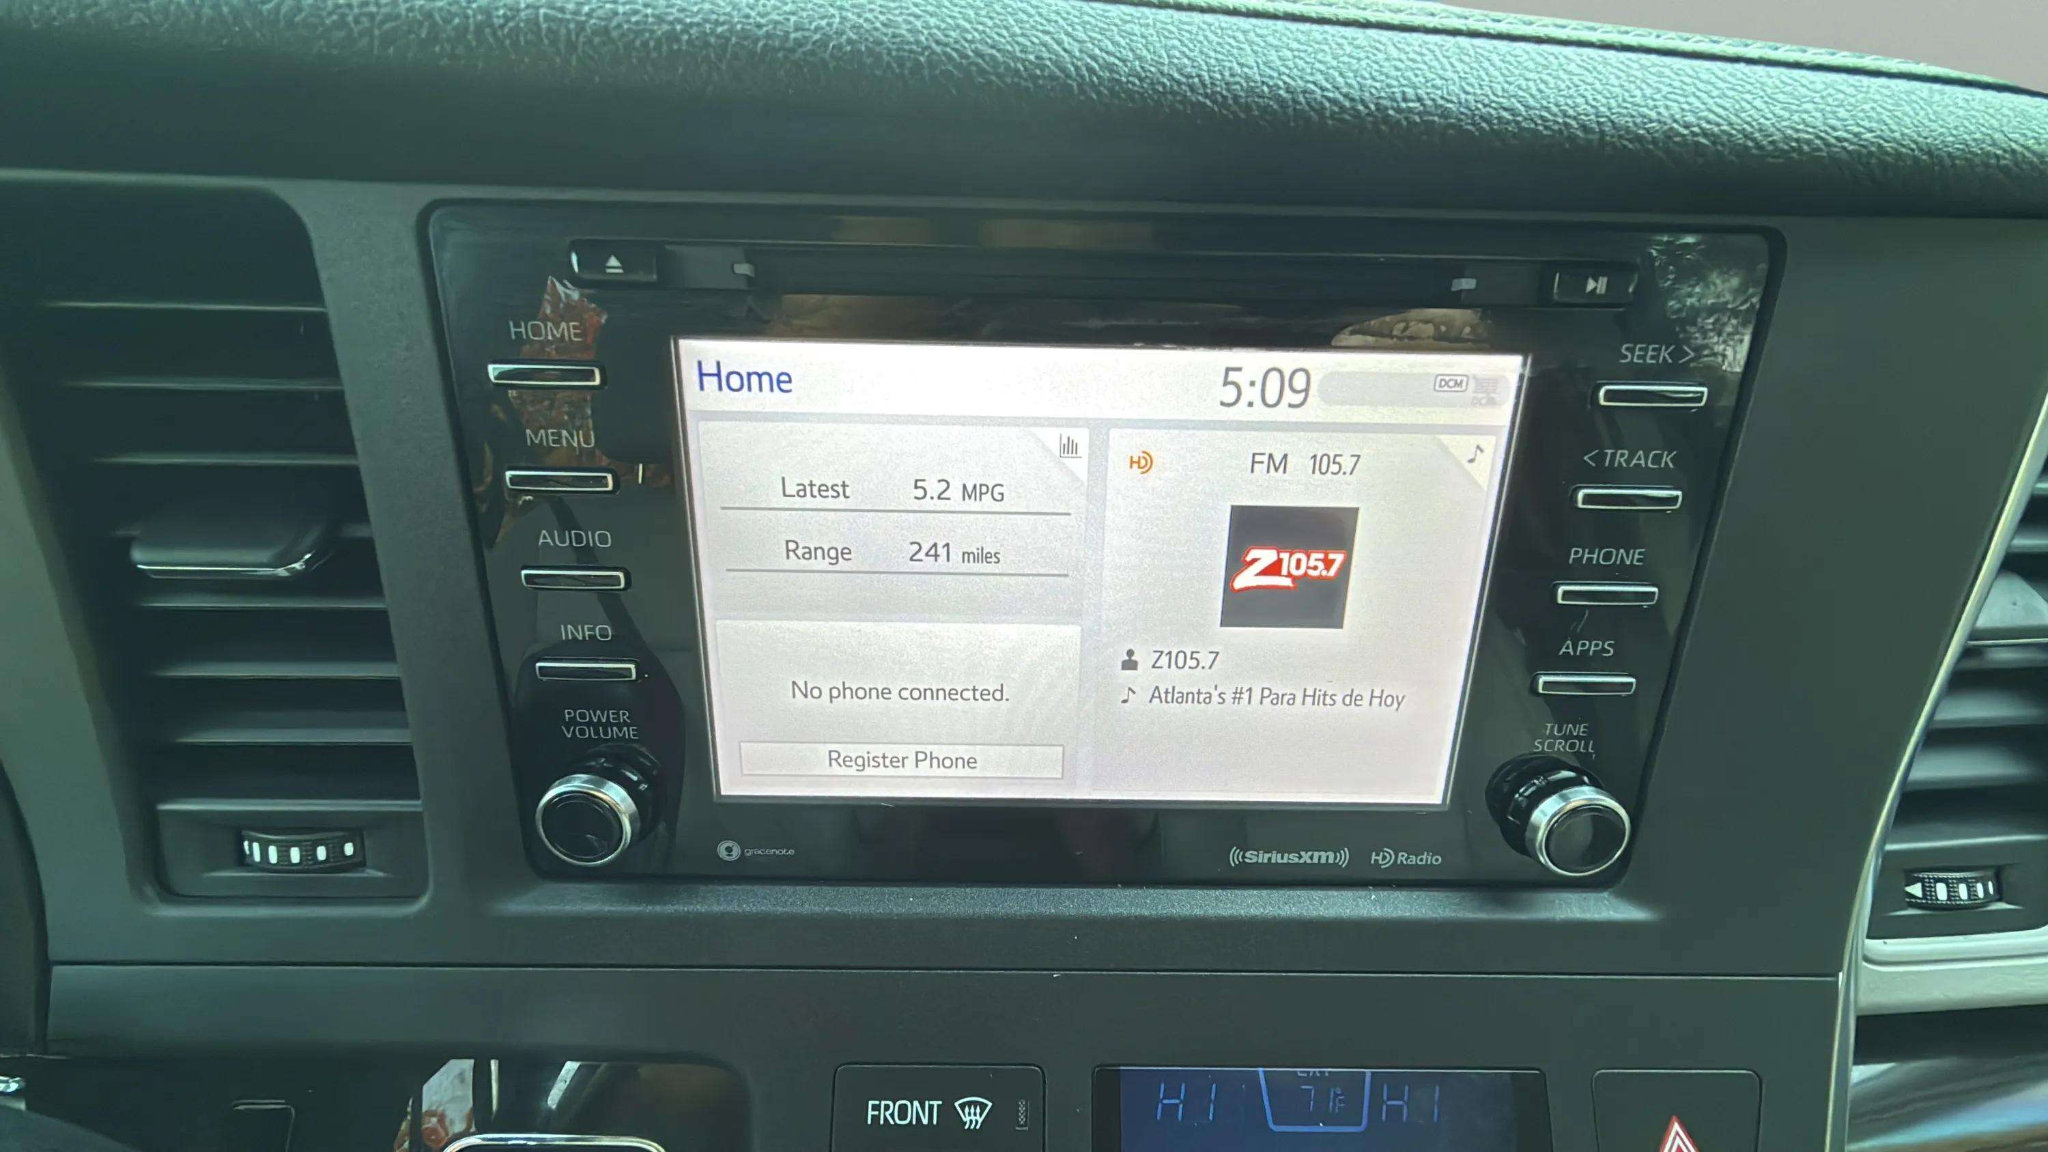 HOME
MENU
AUDIO
INFO
POWER
VOLUME
Home
5:09
DCM
Latest 5.2 MPG
Range 241 miles
No phone connected.
Register Phone
HD
FM 105.7
Z105.7
Z105.7
Atlanta's #1 Para Hits de Hoy
SEEK >
< TRACK
PHONE
APPS
TUNE
SCROLL
gracenote
((SiriusXM))
HD Radio
FRONT
HI
71°F
HI